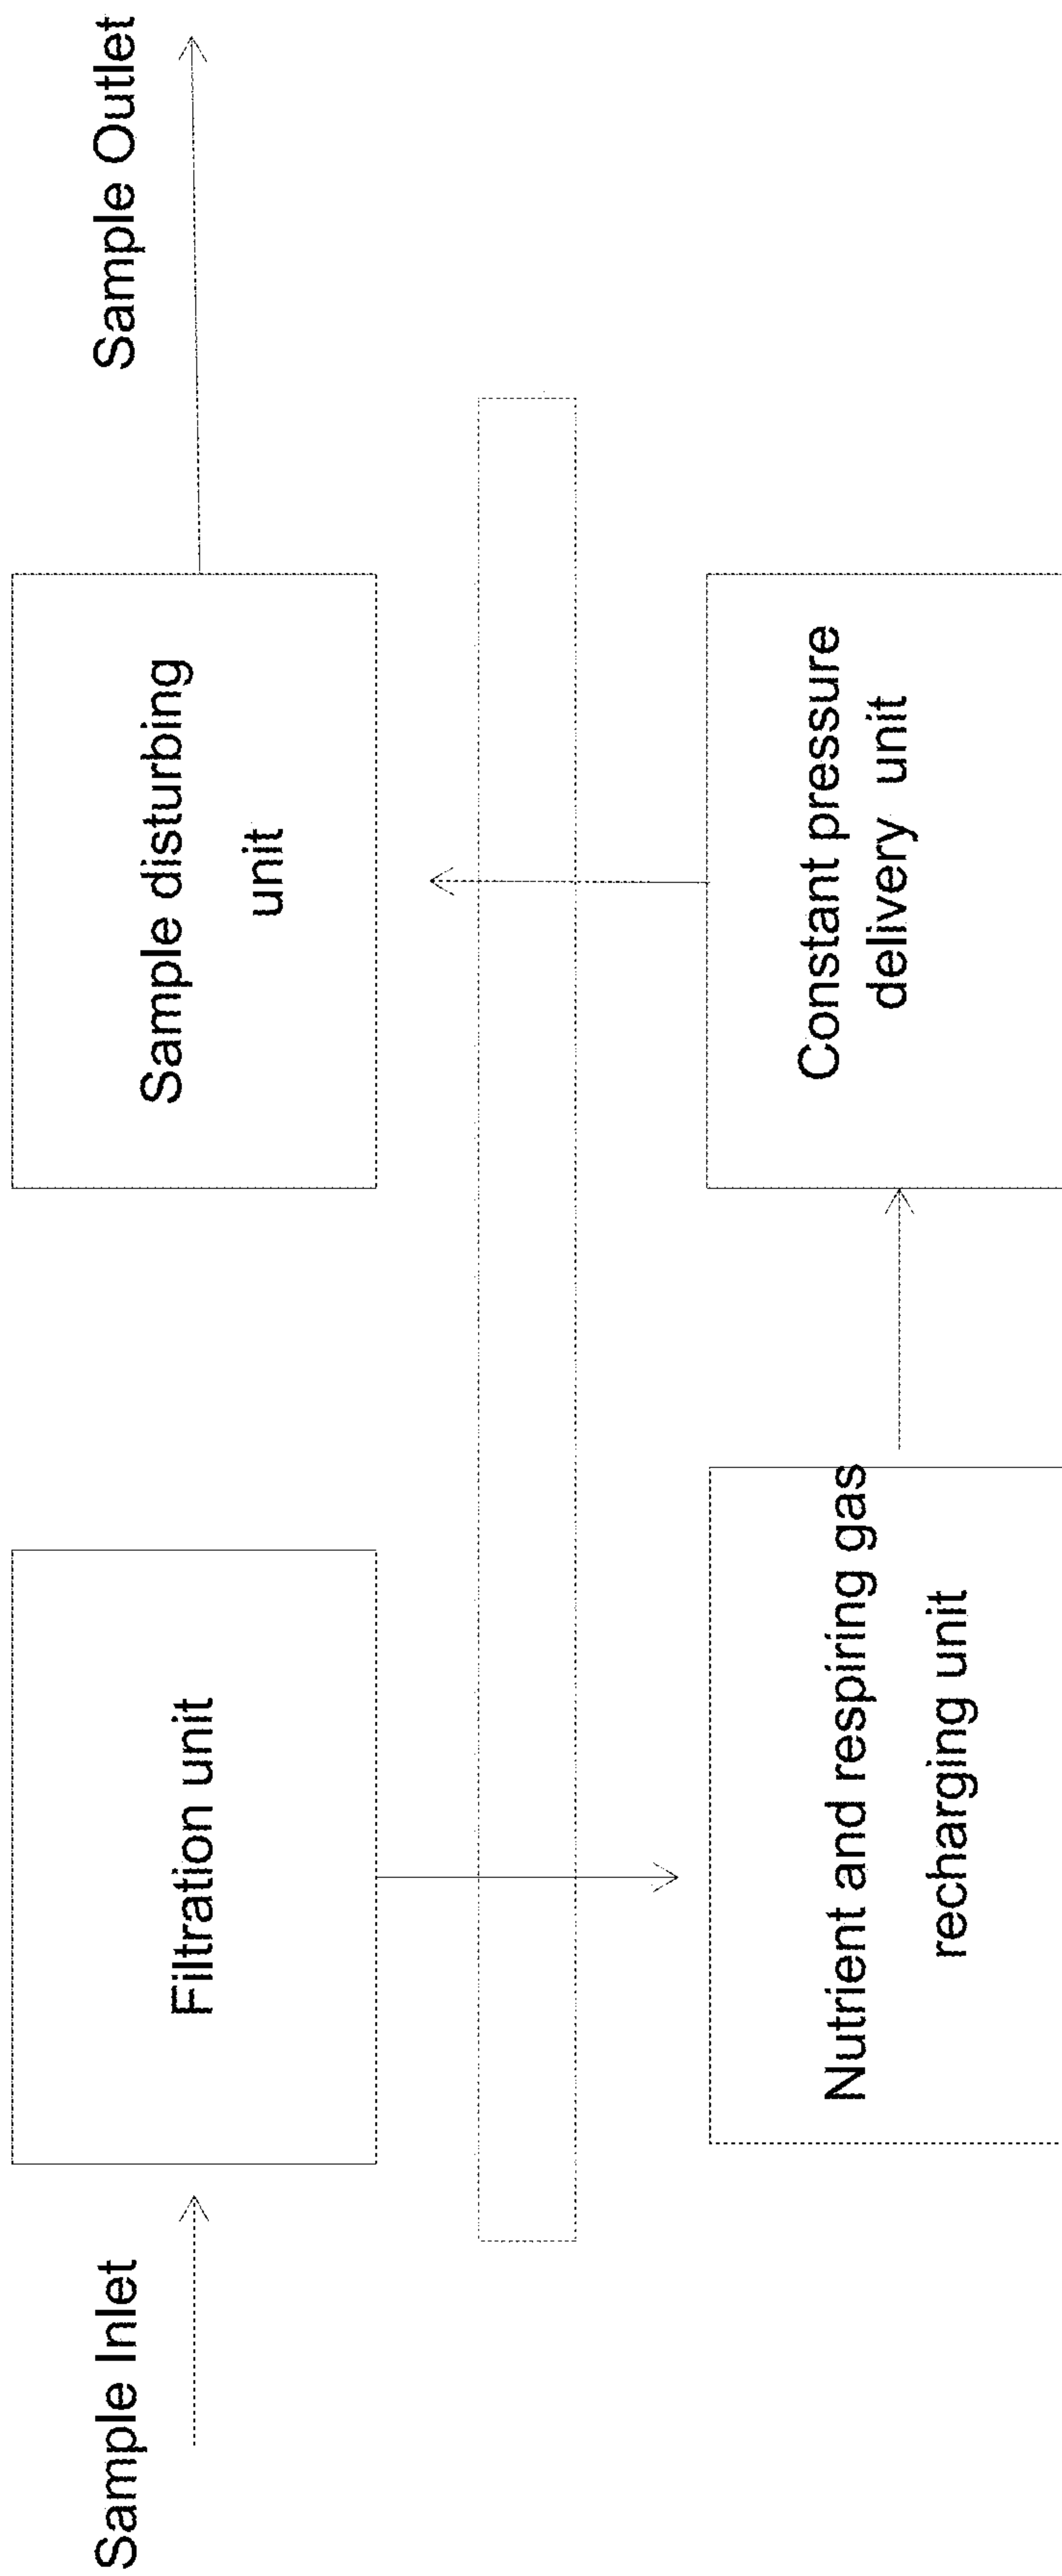 Sample Inlet
Filtration unit
Sample disturbing
unit
Sample Outlet
Nutrient and respiring gas
recharging unit
Constant pressure
delivery unit